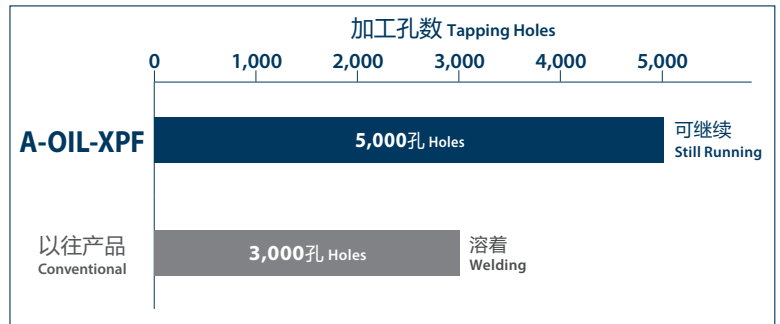 加工孔数 Tapping Holes
0 1,000 2,000 3,000 4,000 5,000
A-OIL-XPF
5,000孔 Holes
可继续
Still Running
以往产品
Conventional
3,000孔 Holes
溶着
Welding